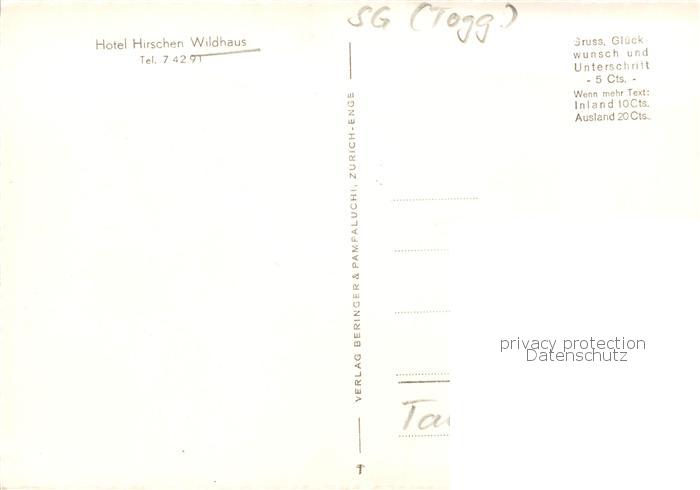 SG (Togg.)
Hotel Hirschen Wildhaus
Tel. 7 42 91
VERLAG BERINGER & PAMPALUCHI, ZÜRICH-ENGE
Gruss, Glück-
wunsch und
Unterschrift
- 5 Cts. -
Wenn mehr Text:
Inland 10 Cts.
Ausland 20 Cts.
privacy protection
Datenschutz